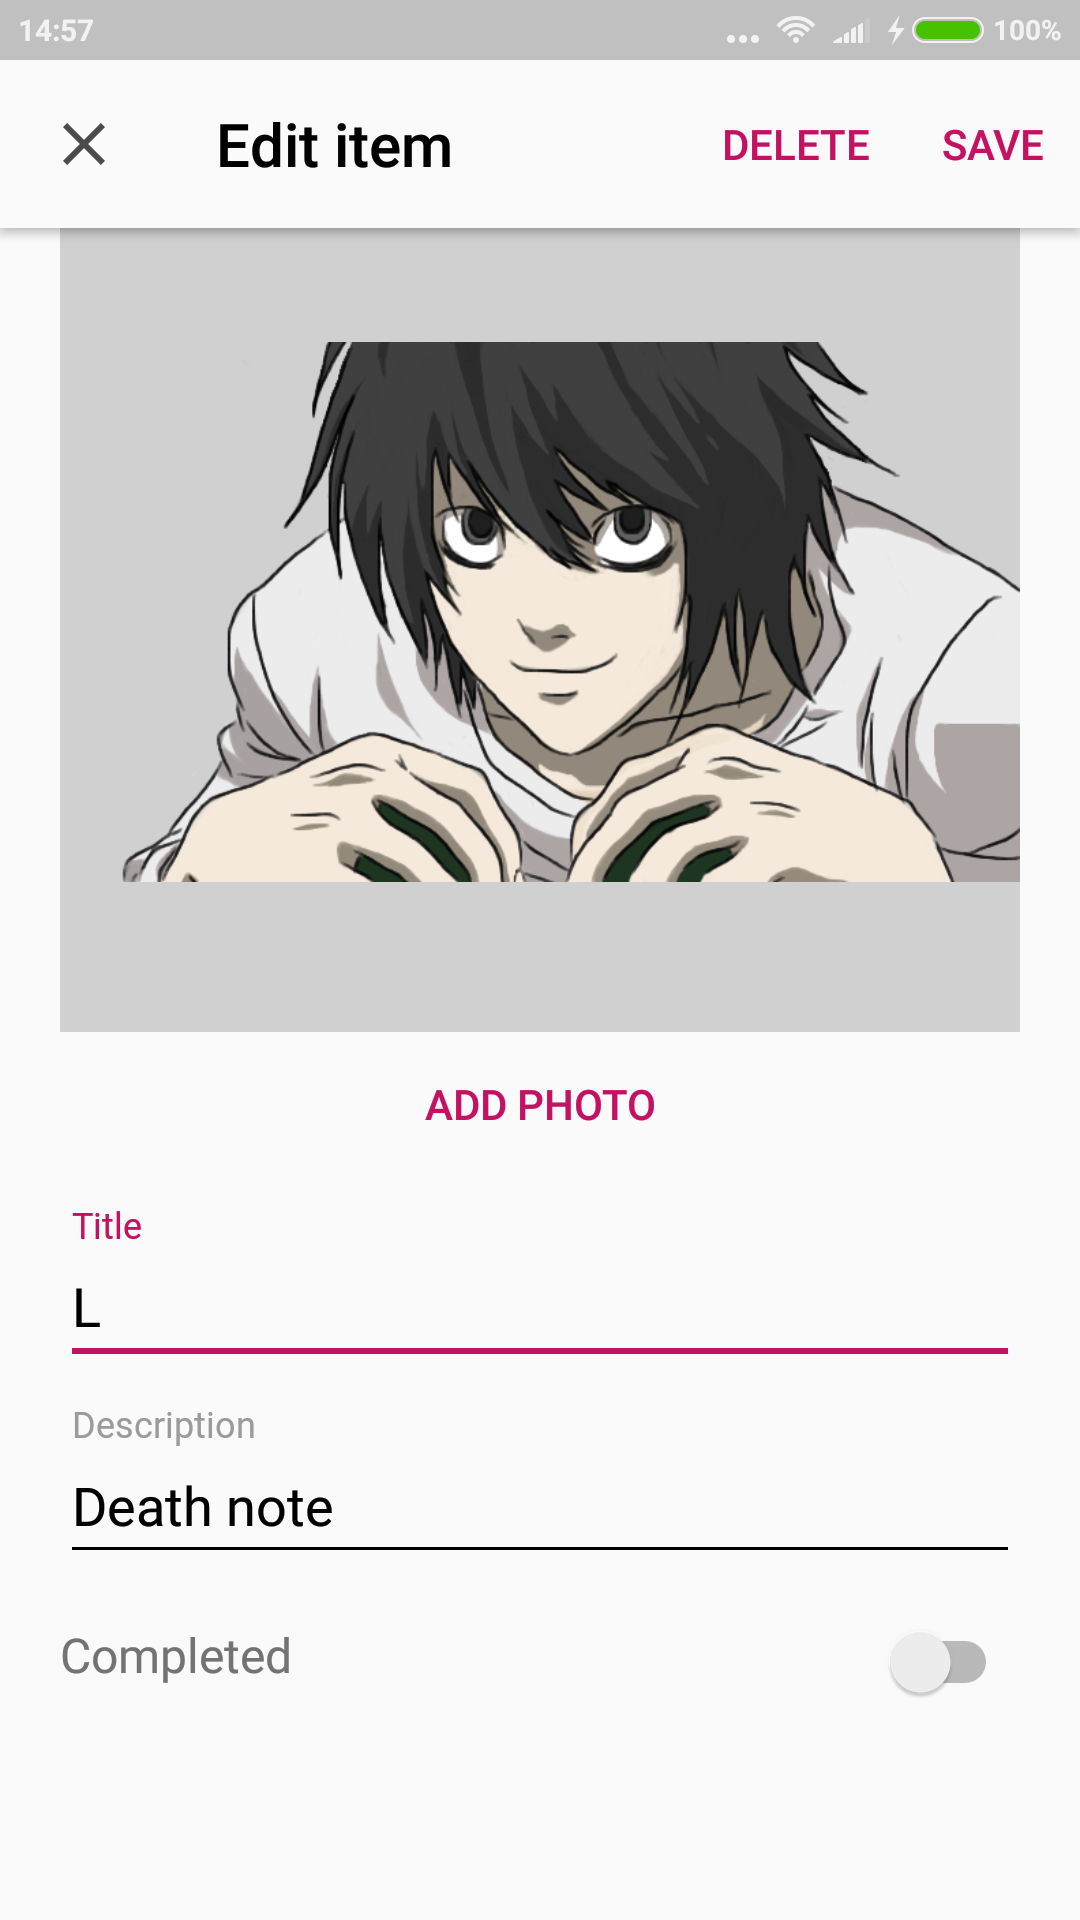 14:57 100%
Edit item DELETE SAVE
ADD PHOTO
Title
L
Description
Death note
Completed